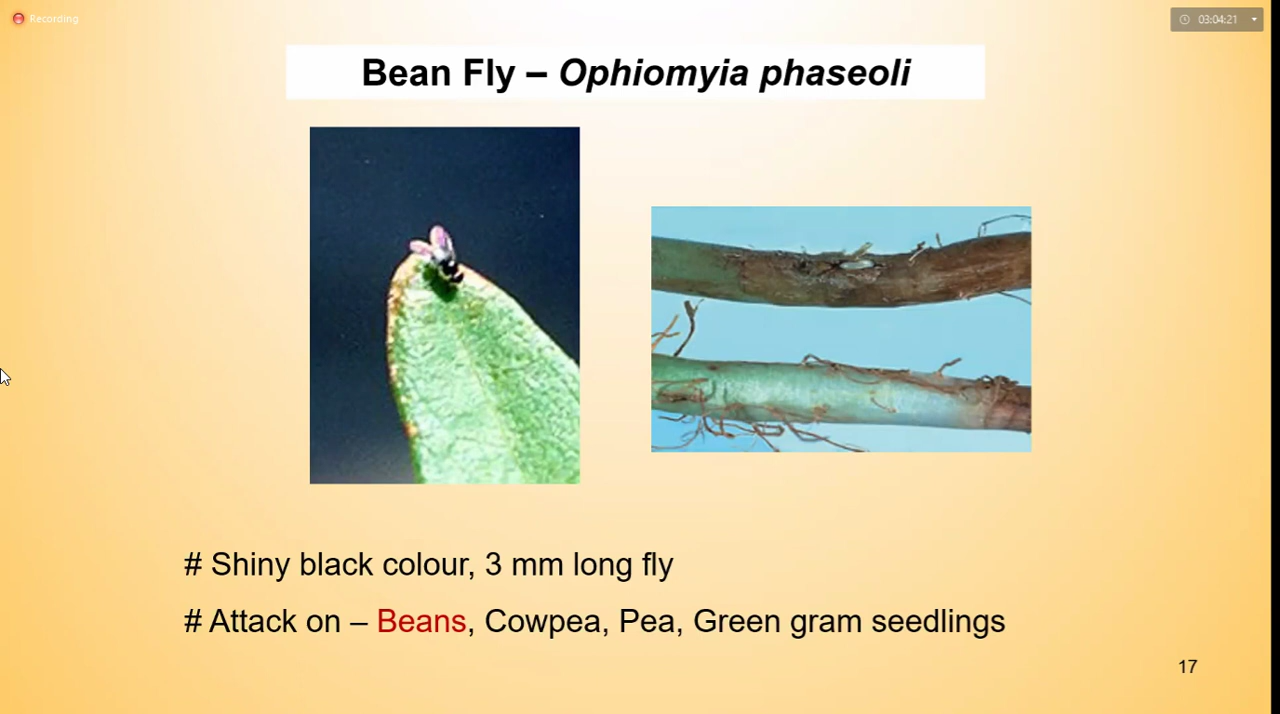 Recording
03:04:21
Bean Fly – Ophiomyia phaseoli
# Shiny black colour, 3 mm long fly
# Attack on – Beans, Cowpea, Pea, Green gram seedlings
17